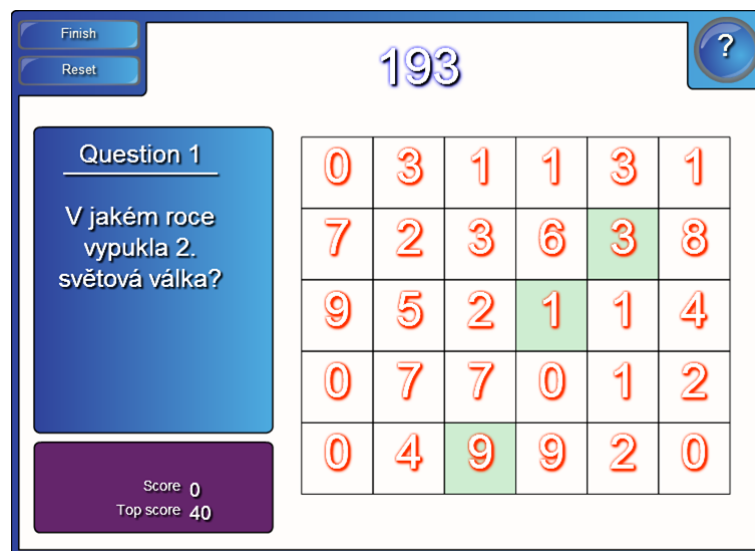 Finish
Reset
193
?
Question 1
V jakém roce
vypukla 2.
světová válka?
0 3 1 1 3 1
7 2 3 6 3 8
9 5 2 1 1 4
0 7 7 0 1 2
0 4 9 9 2 0
Score 0
Top score 40